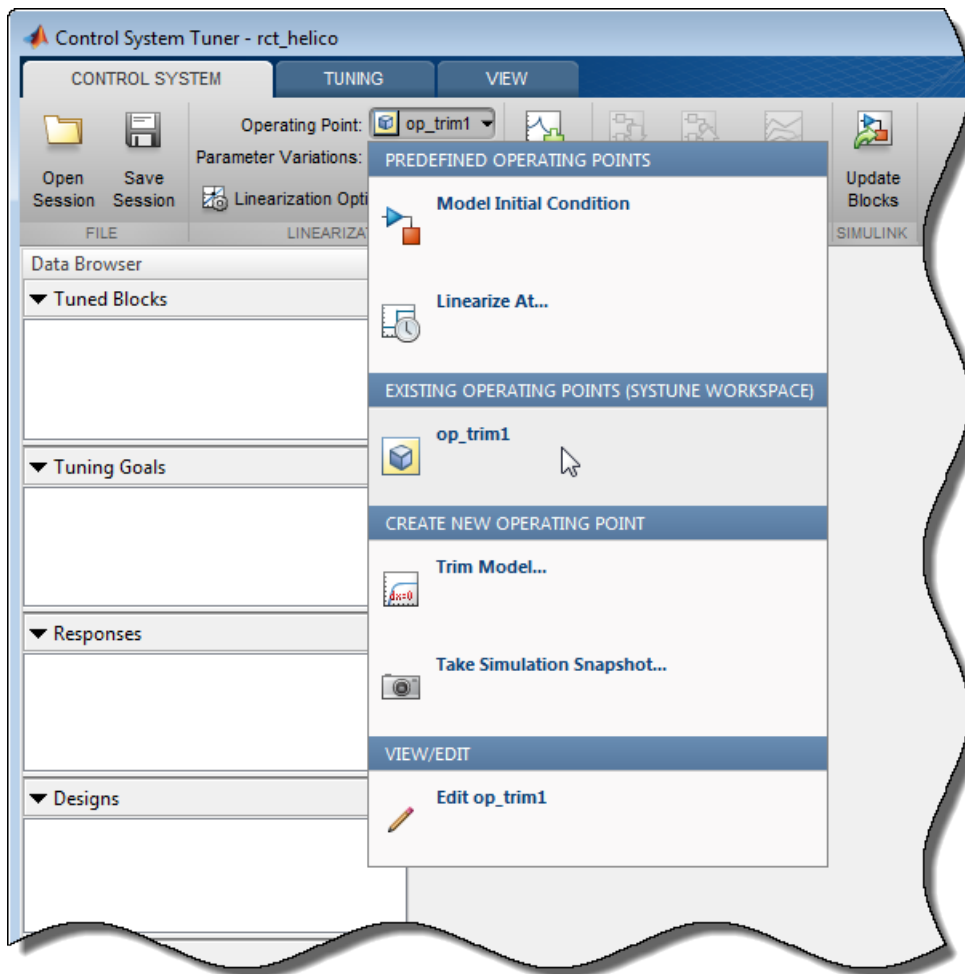 Control System Tuner - rct_helico
CONTROL SYSTEM
TUNING
VIEW
Operating Point:
op_trim1
Parameter Variations:
Open
Session
Save
Session
Linearization Opti
Update
Blocks
FILE
LINEARIZA
SIMULINK
PREDEFINED OPERATING POINTS
Model Initial Condition
Linearize At...
EXISTING OPERATING POINTS (SYSTUNE WORKSPACE)
op_trim1
CREATE NEW OPERATING POINT
Trim Model...
dx=0
Take Simulation Snapshot...
VIEW/EDIT
Edit op_trim1
Data Browser
Tuned Blocks
Tuning Goals
Responses
Designs